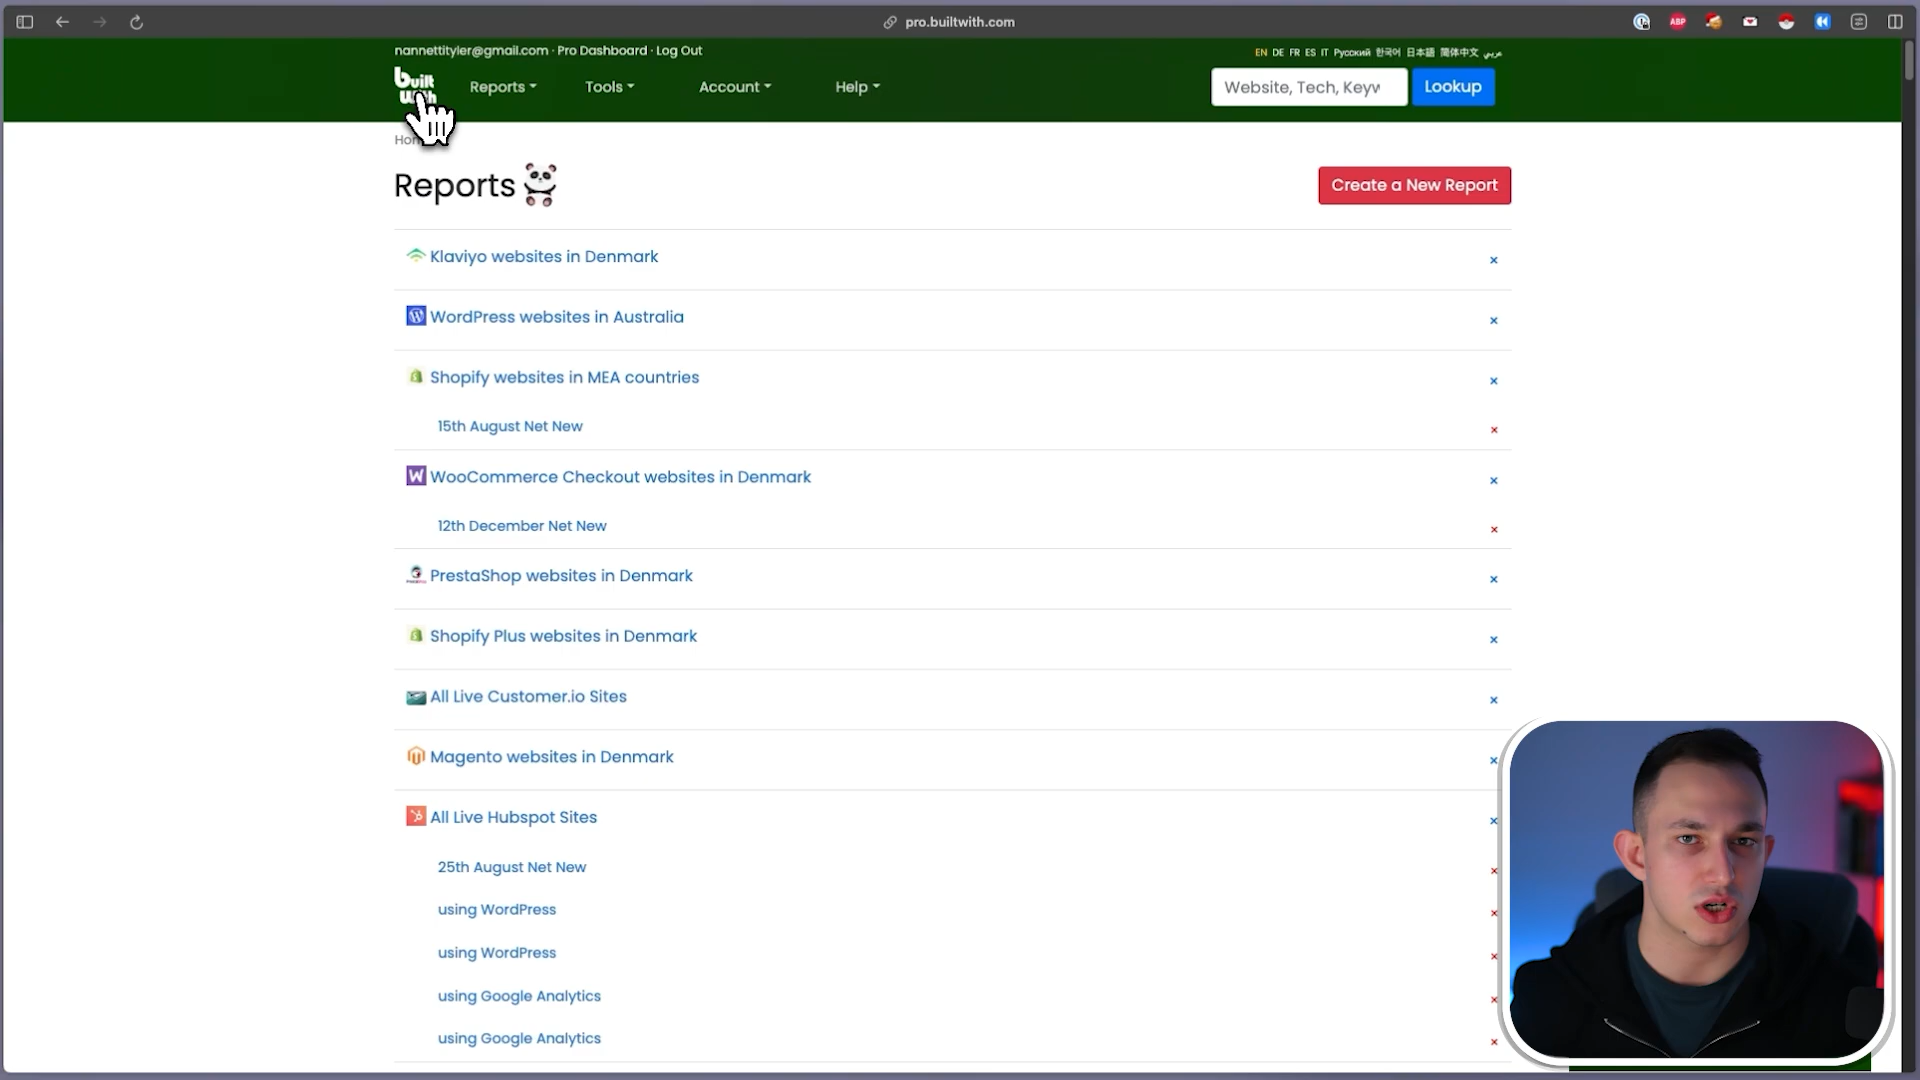 pro.builtwith.com
ABP
nannettityler@gmail.com · Pro Dashboard · Log Out
EN DE FR ES IT Русский 한국어 日本語 简体中文 عربي
built with
Reports
Tools
Account
Help
Website, Tech, Keyw
Lookup
Reports
Create a New Report
Klaviyo websites in Denmark
WordPress websites in Australia
Shopify websites in MEA countries
15th August Net New
WooCommerce Checkout websites in Denmark
12th December Net New
PrestaShop websites in Denmark
Shopify Plus websites in Denmark
All Live Customer.io Sites
Magento websites in Denmark
All Live Hubspot Sites
25th August Net New
using WordPress
using WordPress
using Google Analytics
using Google Analytics